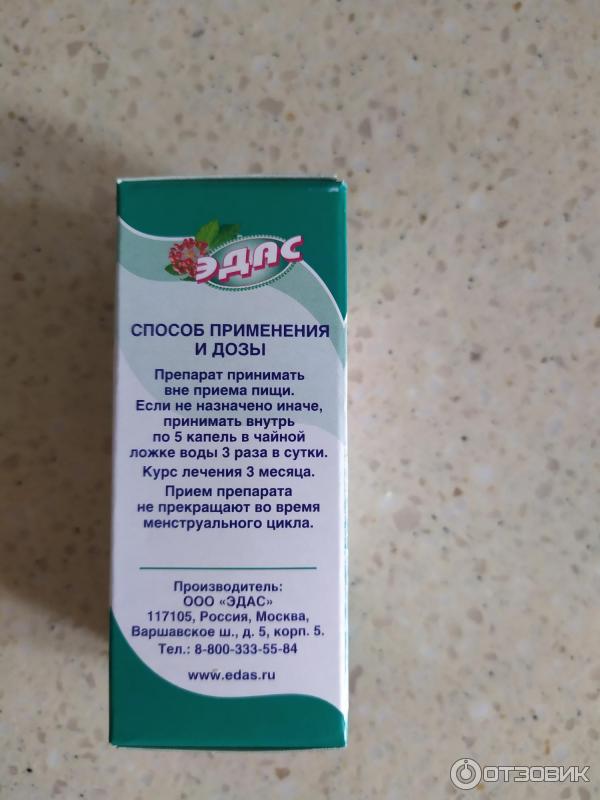 ЭДАС
СПОСОБ ПРИМЕНЕНИЯ
И ДОЗЫ
Препарат принимать
вне приема пищи.
Если не назначено иначе,
принимать внутрь
по 5 капель в чайной
ложке воды 3 раза в сутки.
Курс лечения 3 месяца.
Прием препарата
не прекращают во время
менструального цикла.
Производитель:
ООО «ЭДАС»
117105, Россия, Москва,
Варшавское ш., д. 5, корп. 5.
Тел.: 8-800-333-55-84
www.edas.ru
ОТЗОВИК